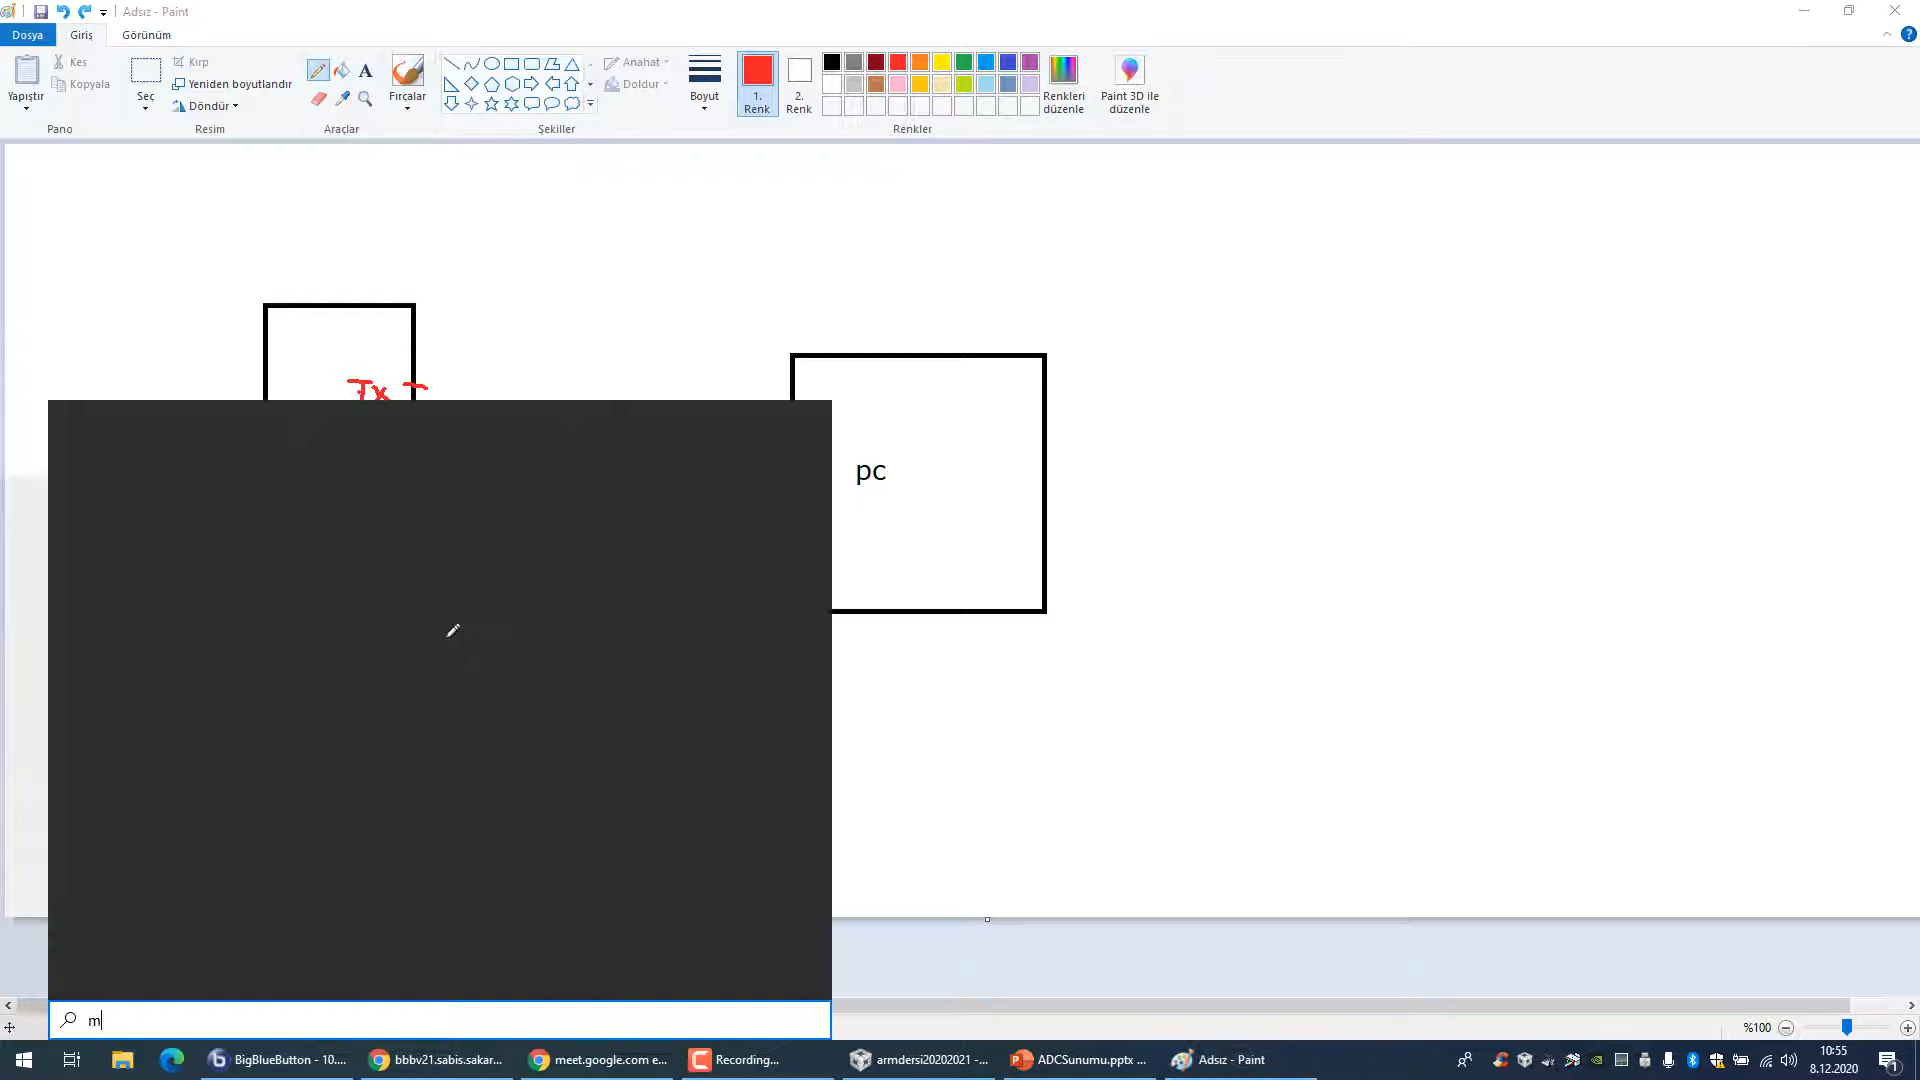 Adsız - Paint
Dosya
Giriş
Görünüm
Yapıştır
Kes
Kopyala
Pano
Seç
Kırp
Yeniden boyutlandır
Döndür
Resim
A
Araçlar
Fırçalar
Şekiller
Anahat
Doldur
Boyut
1.
Renk
2.
Renk
Renkleri
düzenle
Renkler
Paint 3D ile
düzenle
Tx
pc
m
%100
BigBlueButton - 10....
bbbv21.sabis.sakar...
meet.google.com e...
Recording...
armdersi20202021 -...
ADCSunumu.pptx ...
Adsız - Paint
10:55
8.12.2020
1